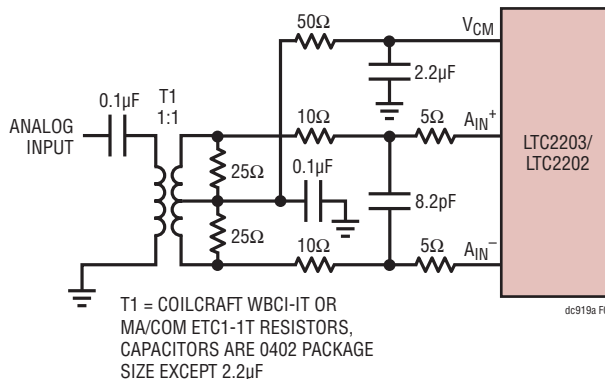 50Ω
VCM
2.2µF
0.1µF
T1
1:1
10Ω
5Ω
AIN+
ANALOG
INPUT
25Ω
0.1µF
LTC2203/
LTC2202
8.2pF
25Ω
10Ω
5Ω
AIN–
T1 = COILCRAFT WBCI-IT OR
MA/COM ETC1-1T RESISTORS,
CAPACITORS ARE 0402 PACKAGE
SIZE EXCEPT 2.2µF
dc919a